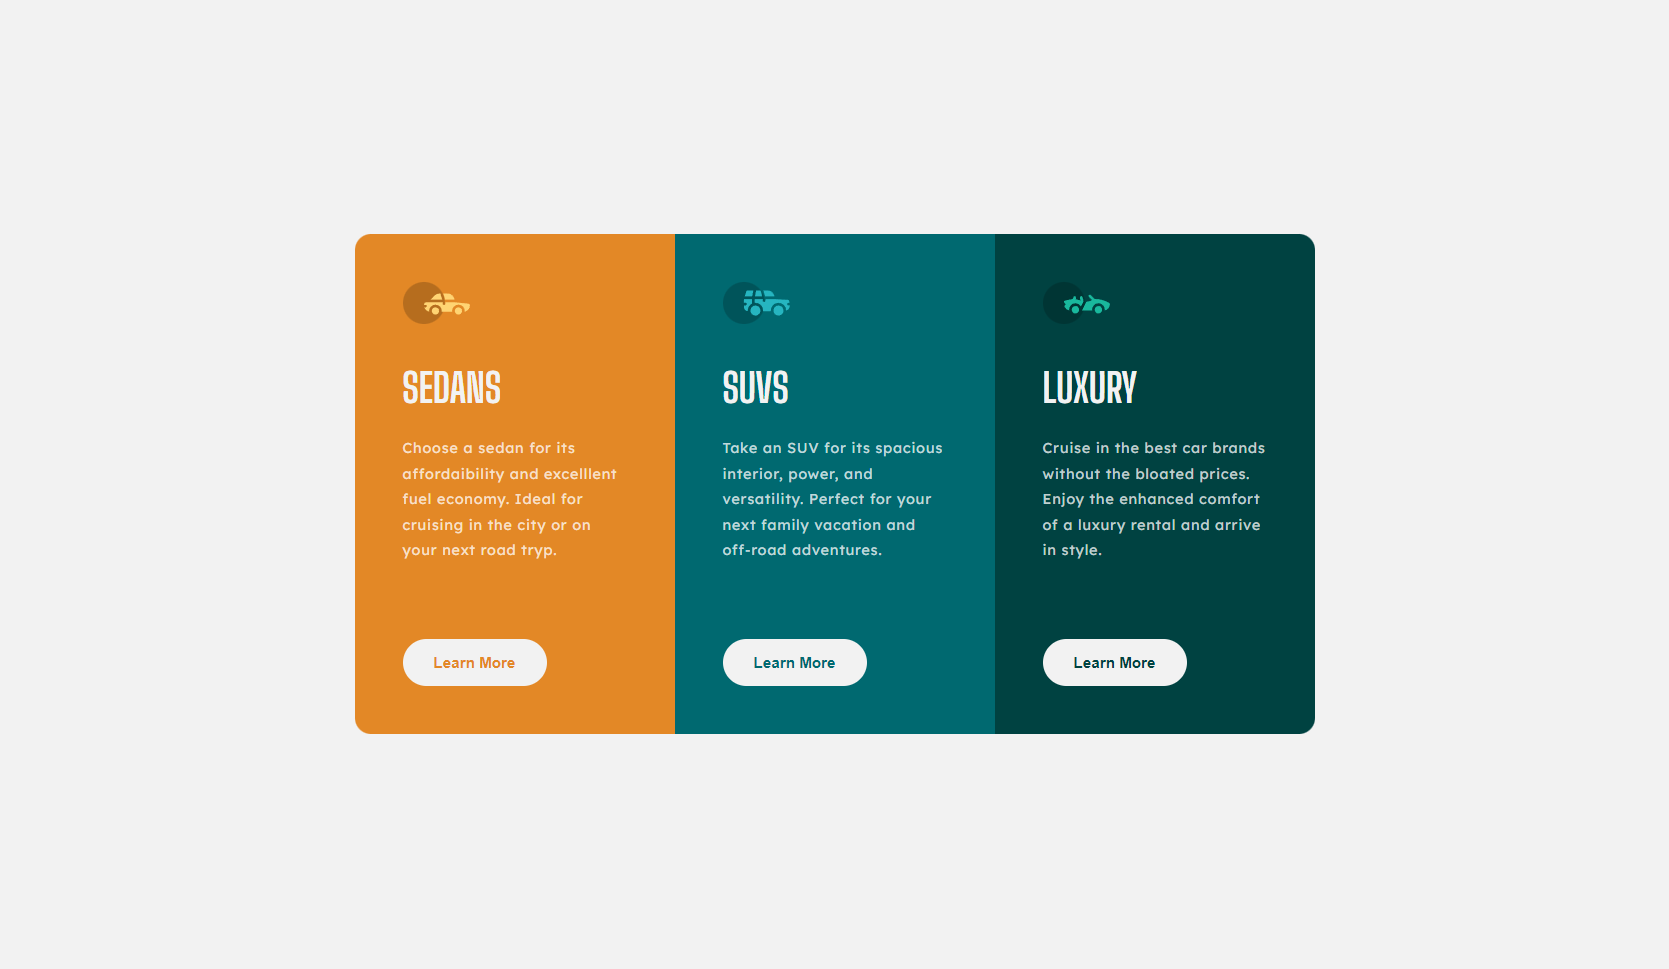 SEDANS
Choose a sedan for its
affordaibility and excelllent
fuel economy. Ideal for
cruising in the city or on
your next road tryp.
Learn More
SUVS
Take an SUV for its spacious
interior, power, and
versatility. Perfect for your
next family vacation and
off-road adventures.
Learn More
LUXURY
Cruise in the best car brands
without the bloated prices.
Enjoy the enhanced comfort
of a luxury rental and arrive
in style.
Learn More